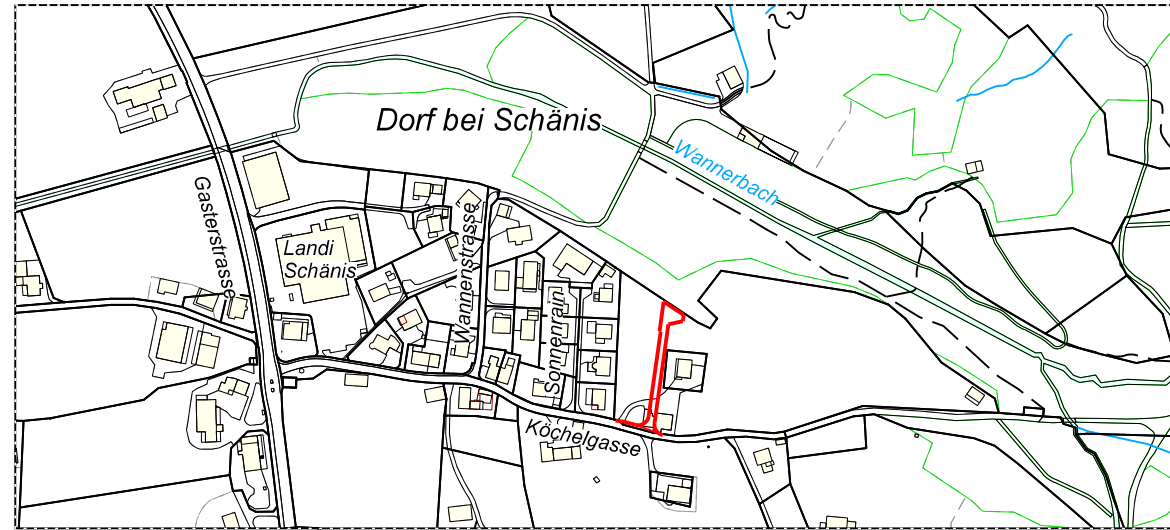 Dorf bei Schänis
Wannerbach
Gasterstrasse
Landi
Schänis
Wannenstrasse
Sonnenrain
Köchelgasse